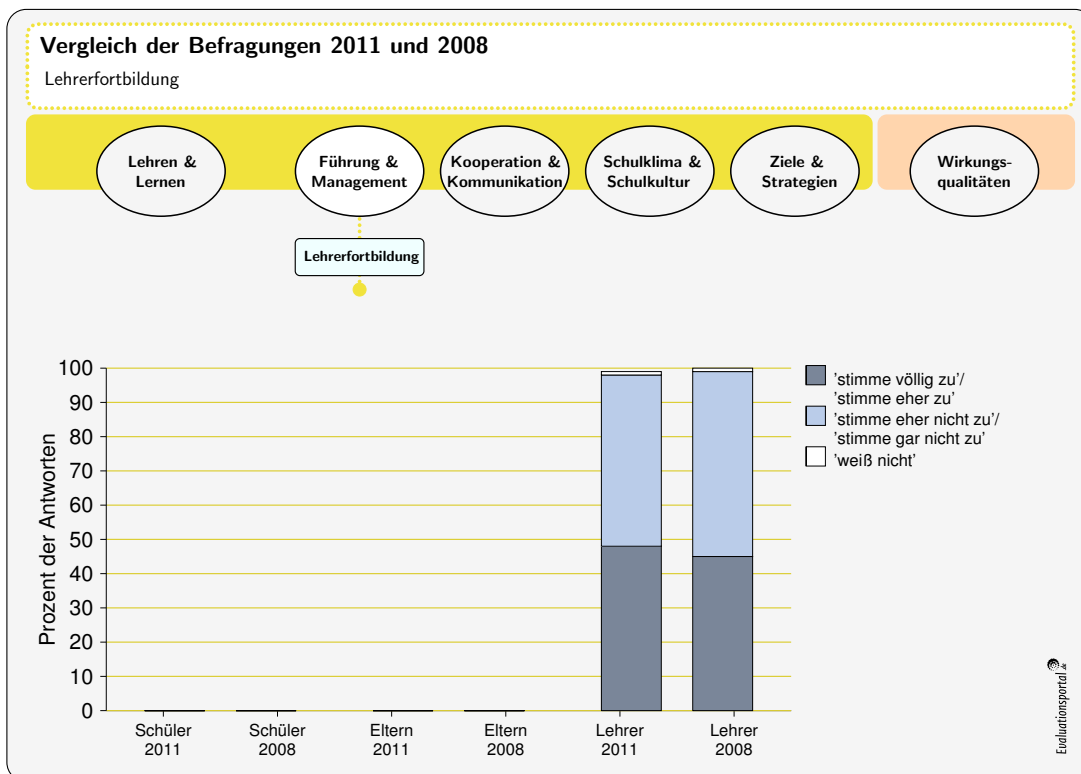 Vergleich der Befragungen 2011 und 2008
Lehrerfortbildung
Lehren &
Lernen
Führung &
Management
Kooperation &
Kommunikation
Schulklima &
Schulkultur
Ziele &
Strategien
Wirkungs-
qualitäten
Lehrerfortbildung
Prozent der Antworten
100
90
80
70
60
50
40
30
20
10
0
Schüler
2011
Schüler
2008
Eltern
2011
Eltern
2008
Lehrer
2011
Lehrer
2008
'stimme völlig zu'/
'stimme eher zu'
'stimme eher nicht zu'/
'stimme gar nicht zu'
'weiß nicht'
Evaluationsportal.de